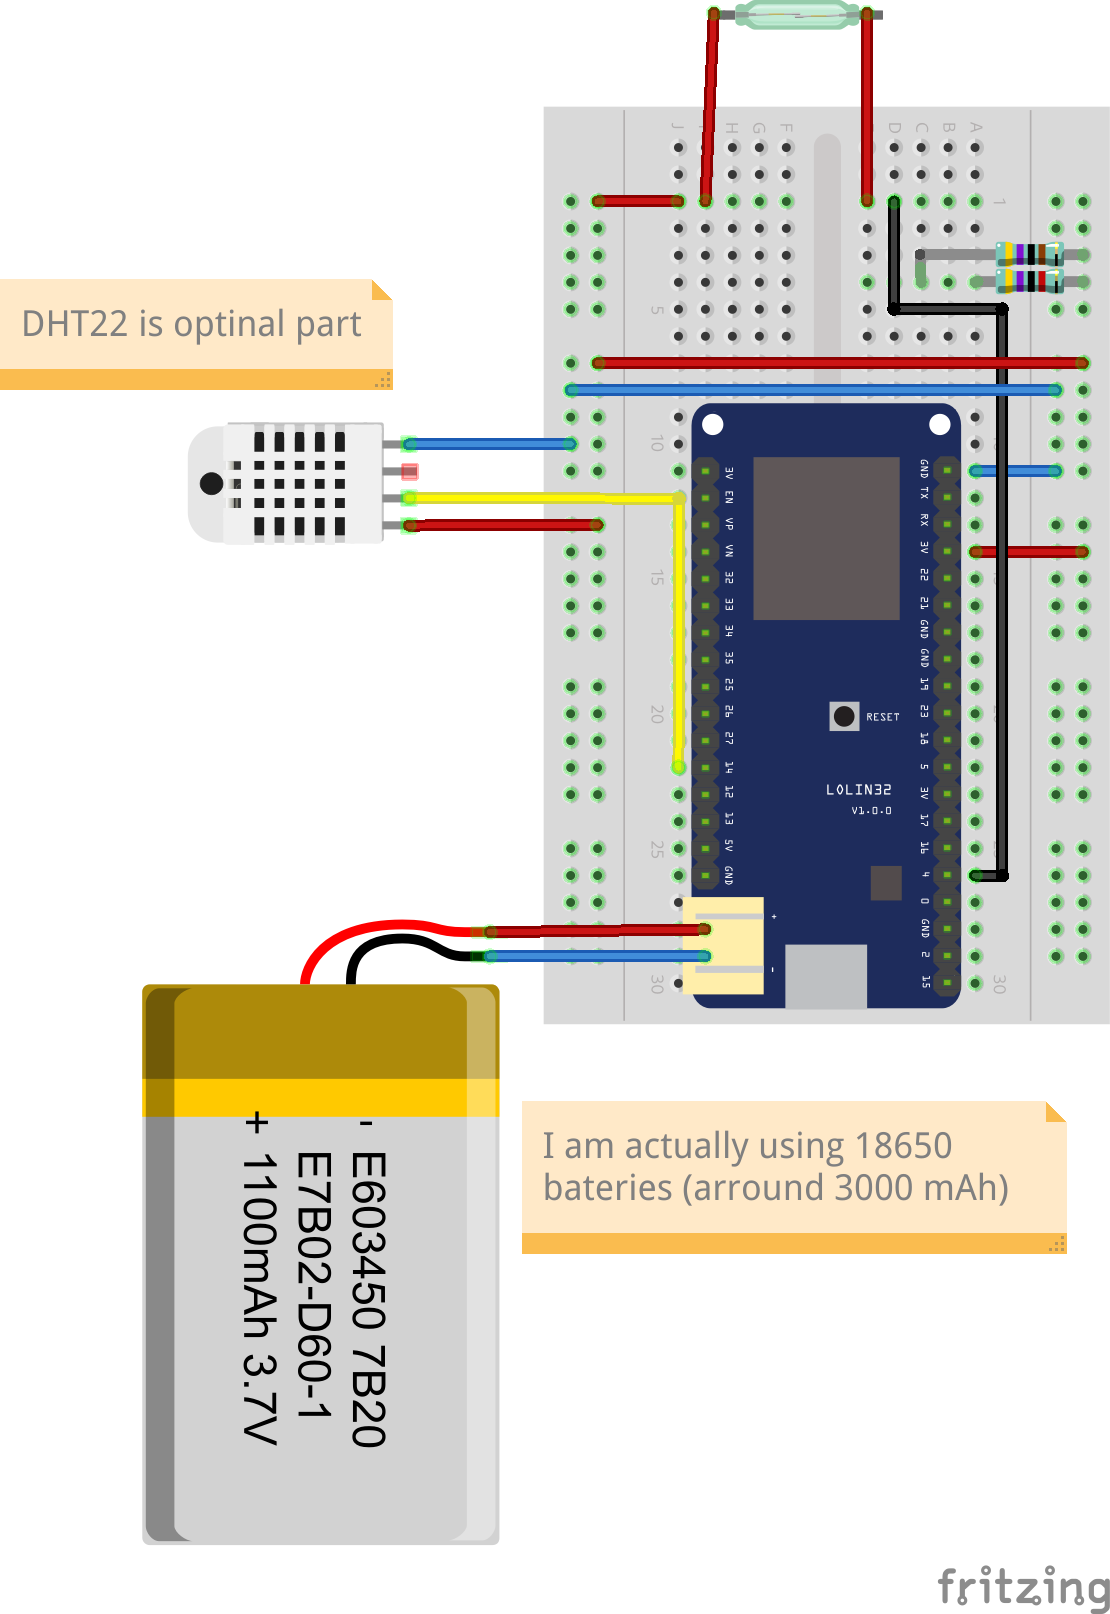 J H G F D C B A
1
DHT22 is optinal part
5
10
3V GND
EN TX
VP RX
VN 3V
15
32 22
33 21
34 GND
35 GND
25 19
20
26 23
27 18
RESET
14 5
12 3V
LOLIN32
V1.0.0
13 17
25
5V 16
GND 4
0
+
GND
2
-
30 15 30
- E603450 7B20
E7B02-D60-1
+ 1100mAh 3.7V
I am actually using 18650
bateries (arround 3000 mAh)
fritzing